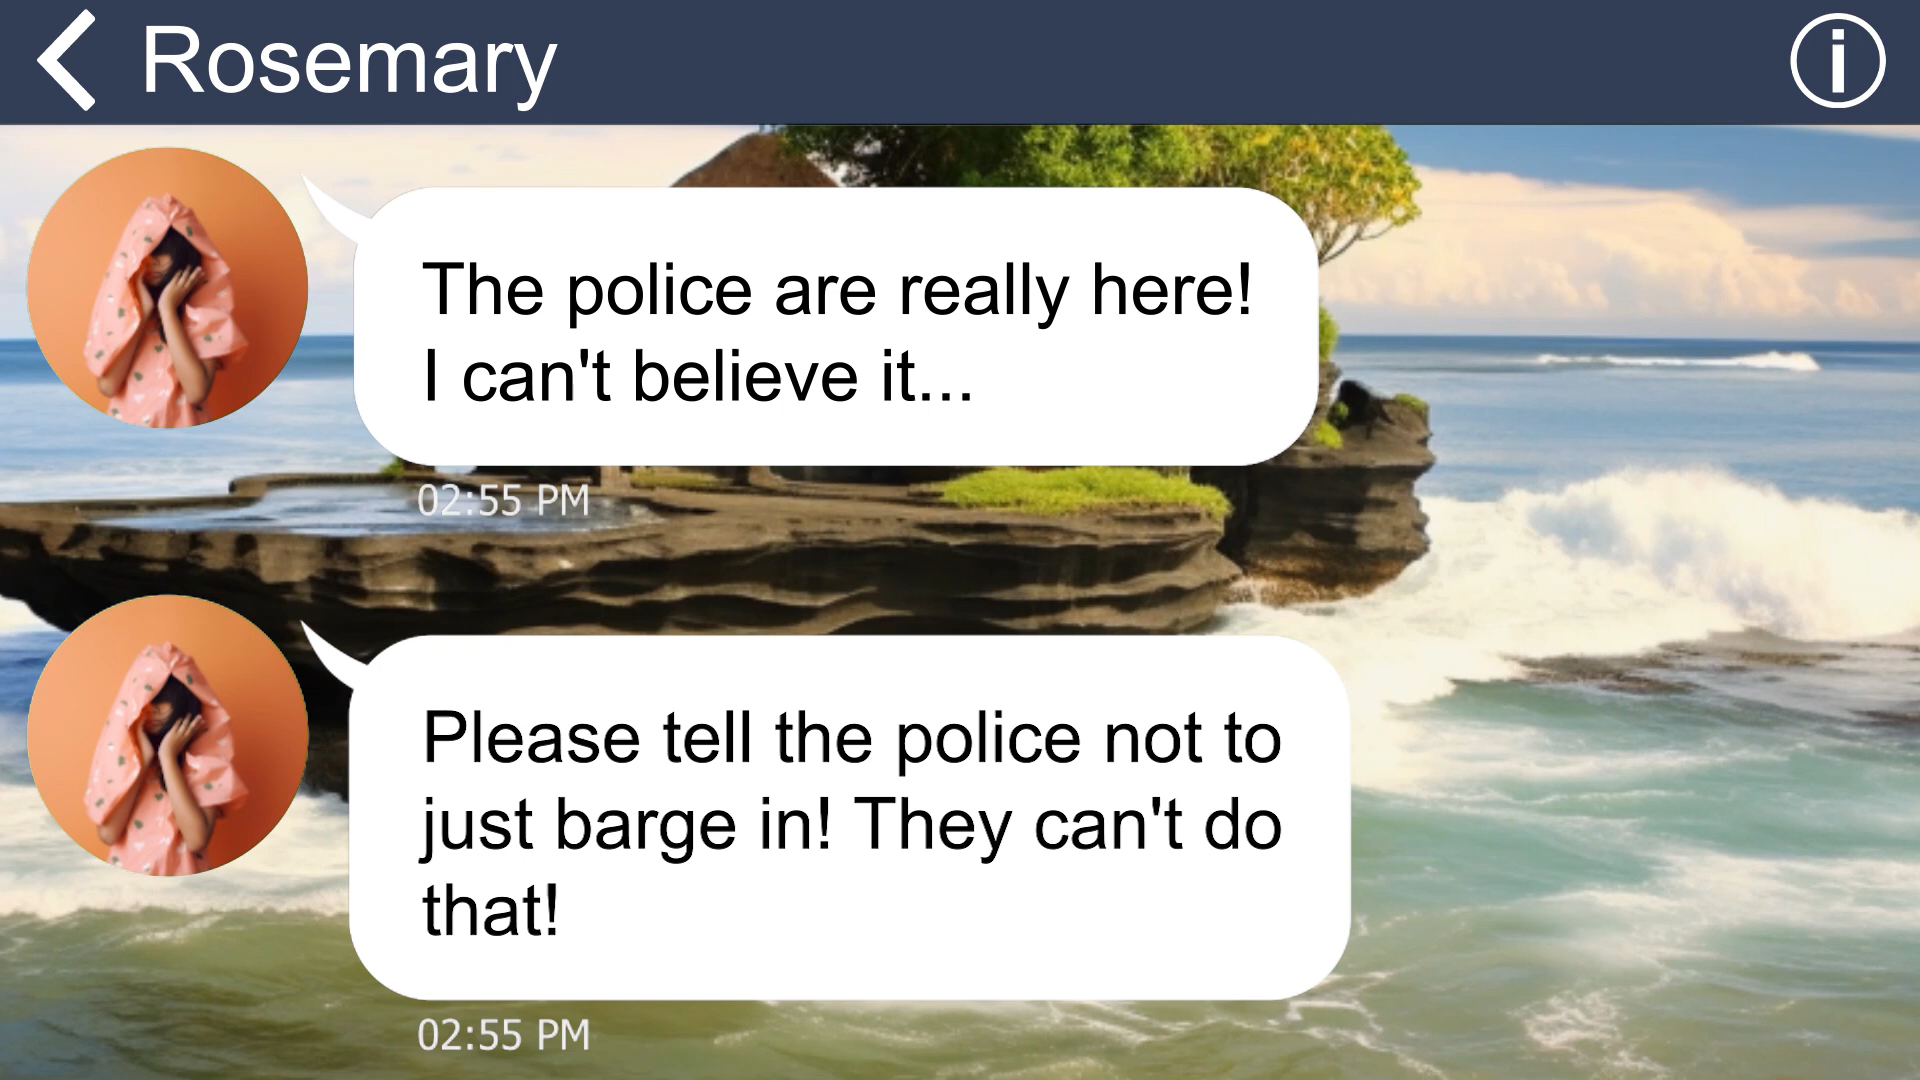 Rosemary
The police are really here!
I can't believe it...
02:55 PM
Please tell the police not to
just barge in! They can't do
that!
02:55 PM